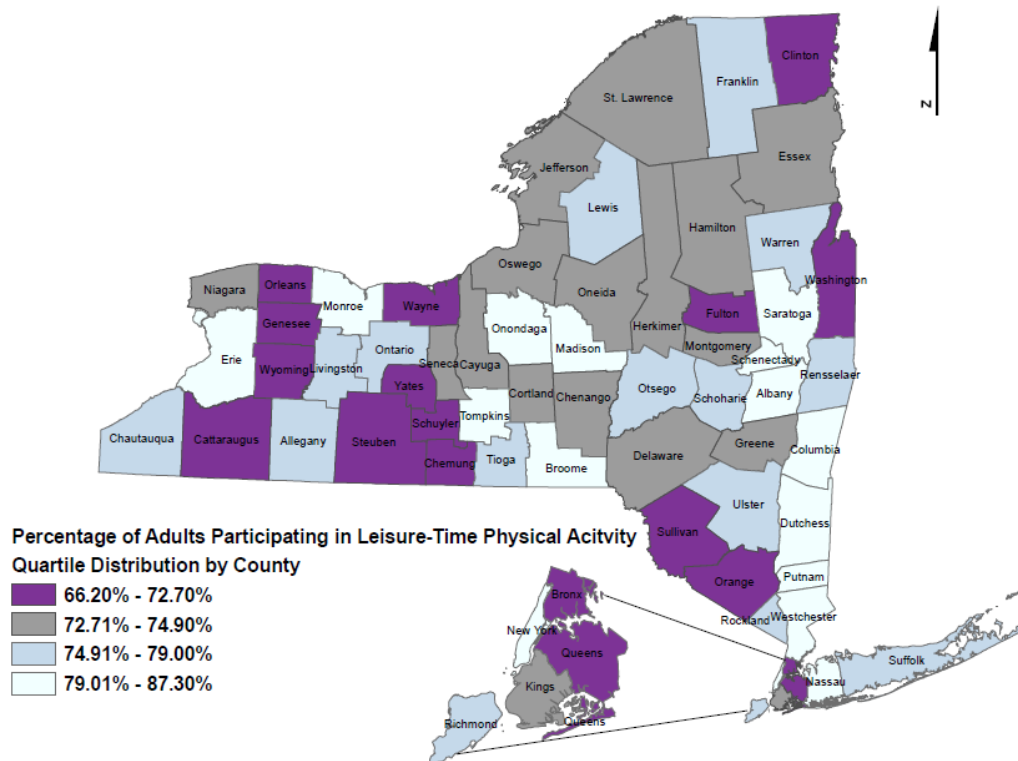 Clinton
Franklin
St. Lawrence
Essex
Jefferson
Lewis
Hamilton
Warren
Oswego
Washington
Niagara
Orleans
Monroe
Wayne
Oneida
Saratoga
Genesee
Fulton
Herkimer
Onondaga
Madison
Montgomery
Erie
Ontario
Seneca
Cayuga
Schenectady
Wyoming
Livingston
Rensselaer
Yates
Cortland
Chenango
Otsego
Schoharie
Albany
Tompkins
Schuyler
Chautauqua
Cattaraugus
Allegany
Steuben
Greene
Columbia
Chemung
Tioga
Broome
Delaware
Ulster
Dutchess
Sullivan
Putnam
Orange
Westchester
Rockland
Suffolk
Nassau
Percentage of Adults Participating in Leisure-Time Physical Acitvity
Quartile Distribution by County
66.20% - 72.70%
72.71% - 74.90%
74.91% - 79.00%
79.01% - 87.30%
Bronx
New York
Queens
Kings
Queens
Richmond
N